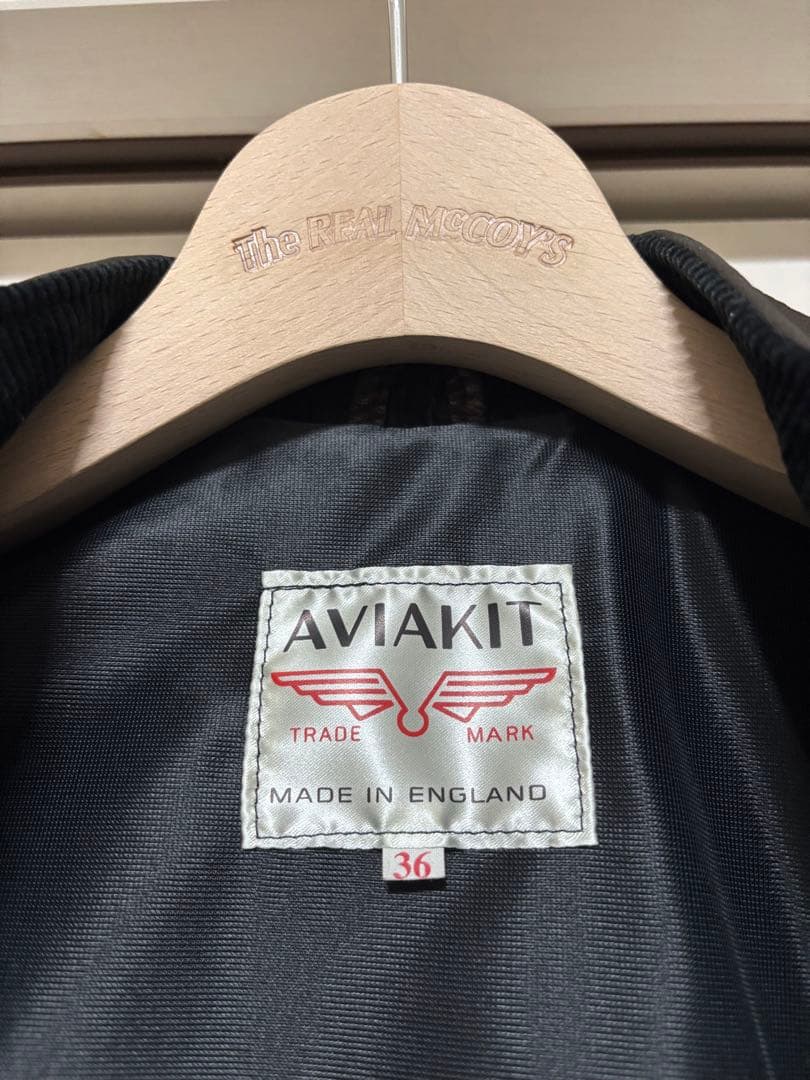 The REAL McCOY'S
AVIAKIT
TRADE MARK
MADE IN ENGLAND
36